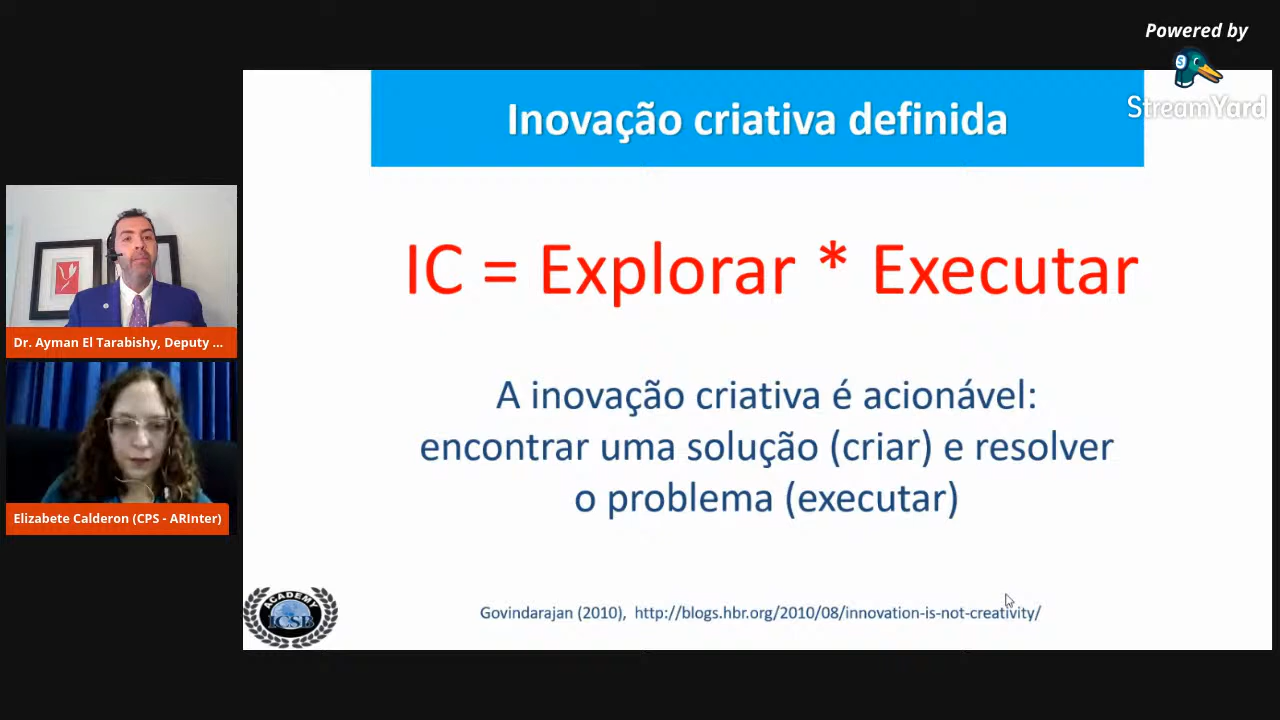 Powered by
StreamYard
Inovação criativa definida
IC = Explorar * Executar
A inovação criativa é acionável:
encontrar uma solução (criar) e resolver
o problema (executar)
Govindarajan (2010), http://blogs.hbr.org/2010/08/innovation-is-not-creativity/
ACADEMY
ICSB
Dr. Ayman El Tarabishy, Deputy ...
Elizabete Calderon (CPS - ARInter)